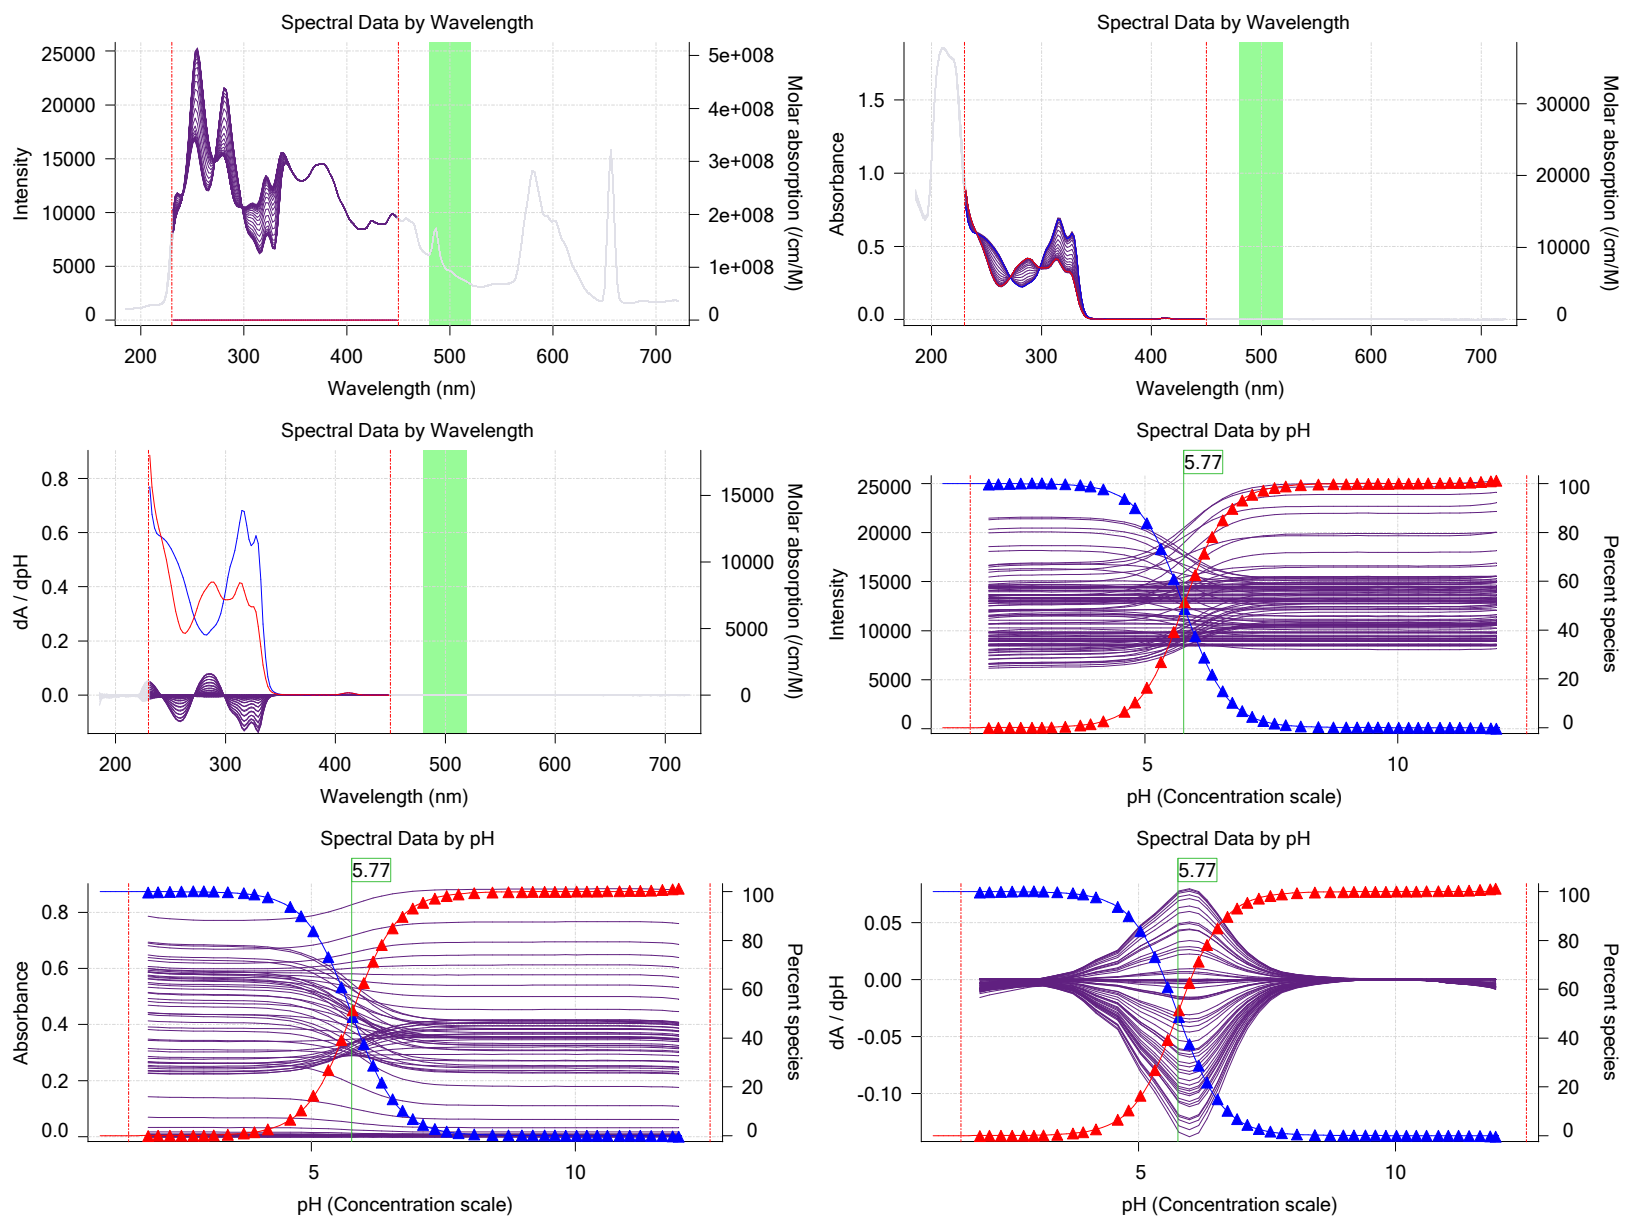 Spectral Data by Wavelength
25000
20000
15000
10000
5000
0
Intensity
5e+008
4e+008
3e+008
2e+008
1e+008
0
Molar absorption (/cm/M)
200 300 400 500 600 700
Wavelength (nm)
Spectral Data by Wavelength
1.5
1.0
0.5
0.0
Absorbance
30000
20000
10000
0
Molar absorption (/cm/M)
200 300 400 500 600 700
Wavelength (nm)
Spectral Data by Wavelength
0.8
0.6
0.4
0.2
0.0
dA / dpH
15000
10000
5000
0
Molar absorption (/cm/M)
200 300 400 500 600 700
Wavelength (nm)
Spectral Data by pH
5.77
25000
20000
15000
10000
5000
0
Intensity
100
80
60
40
20
0
Percent species
5 10
pH (Concentration scale)
Spectral Data by pH
5.77
0.8
0.6
0.4
0.2
0.0
Absorbance
100
80
60
40
20
0
Percent species
5 10
pH (Concentration scale)
Spectral Data by pH
5.77
0.05
0.00
-0.05
-0.10
dA / dpH
100
80
60
40
20
0
Percent species
5 10
pH (Concentration scale)